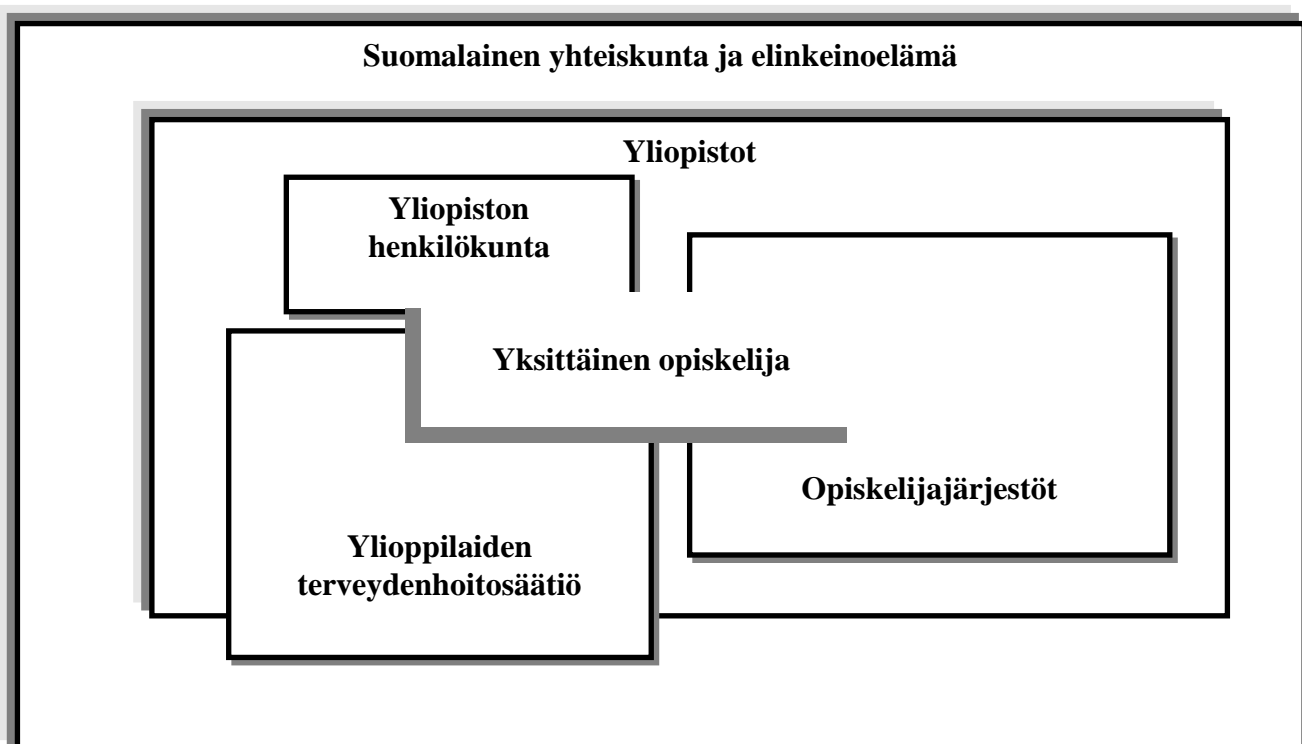 Suomalainen yhteiskunta ja elinkeinoelämä
Yliopistot
Yliopiston
henkilökunta
Yksittäinen opiskelija
Opiskelijajärjestöt
Ylioppilaiden
terveydenhoitosäätiö